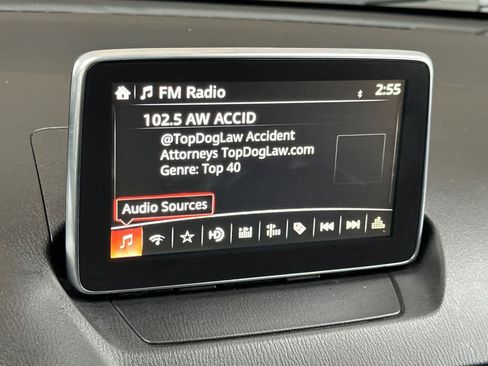 FM Radio 2:55
102.5 AW ACCID
@TopDogLaw Accident
Attorneys TopDogLaw.com
Genre: Top 40
Audio Sources